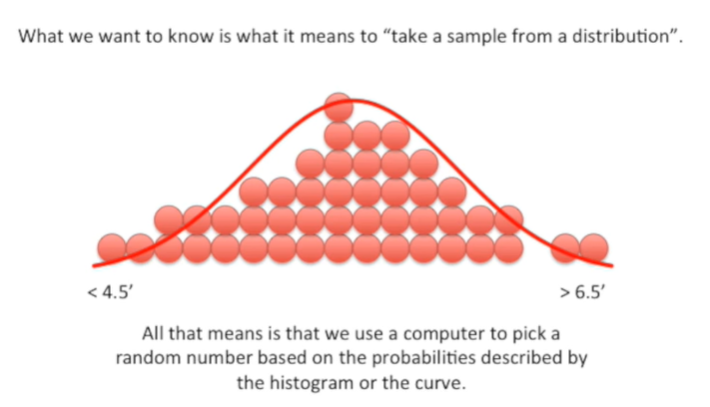 What we want to know is what it means to “take a sample from a distribution”.
< 4.5′
> 6.5′
All that means is that we use a computer to pick a
random number based on the probabilities described by
the histogram or the curve.